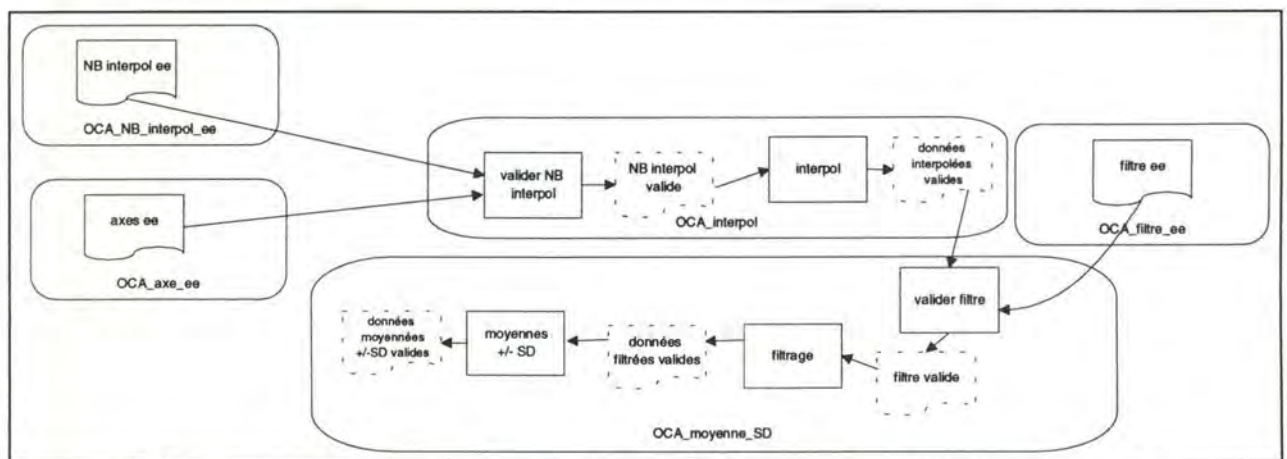 NB interpol ee
OCA_NB_interpol_ee
axes ee
OCA_axe_ee
valider NB
interpol
NB interpol
valide
interpol
données
interpolées
valides
OCA_interpol
filtre ee
OCA_filtre_ee
valider filtre
filtre valide
filtrage
données
filtrées valides
moyennes
+/- SD
données
moyennées
+/-SD valides
OCA_moyenne_SD